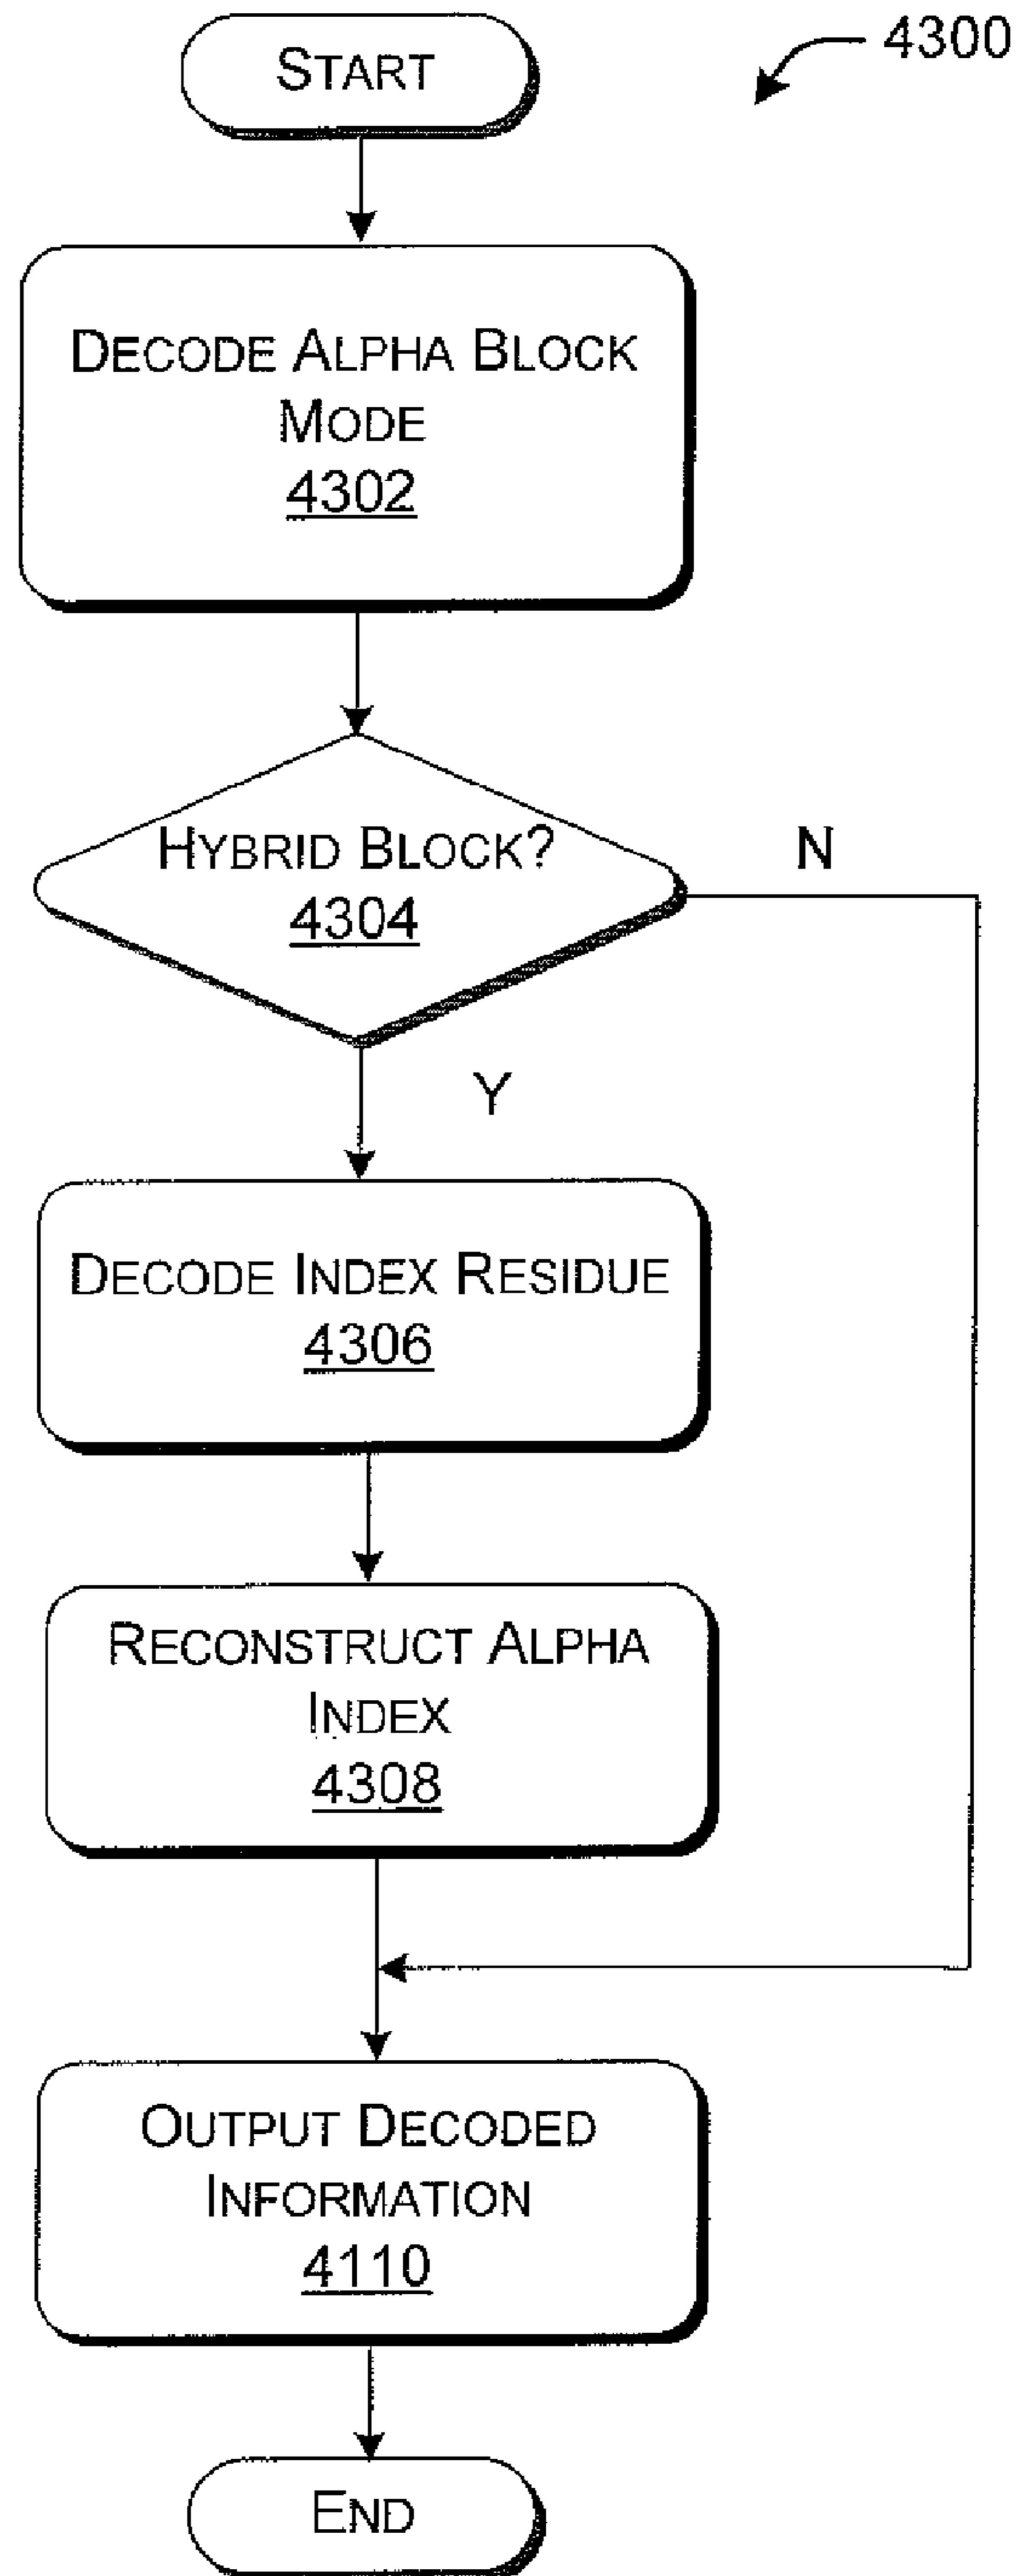 START
4300
DECODE ALPHA BLOCK
MODE
4302
HYBRID BLOCK?
4304
N
Y
DECODE INDEX RESIDUE
4306
RECONSTRUCT ALPHA
INDEX
4308
OUTPUT DECODED
INFORMATION
4110
END